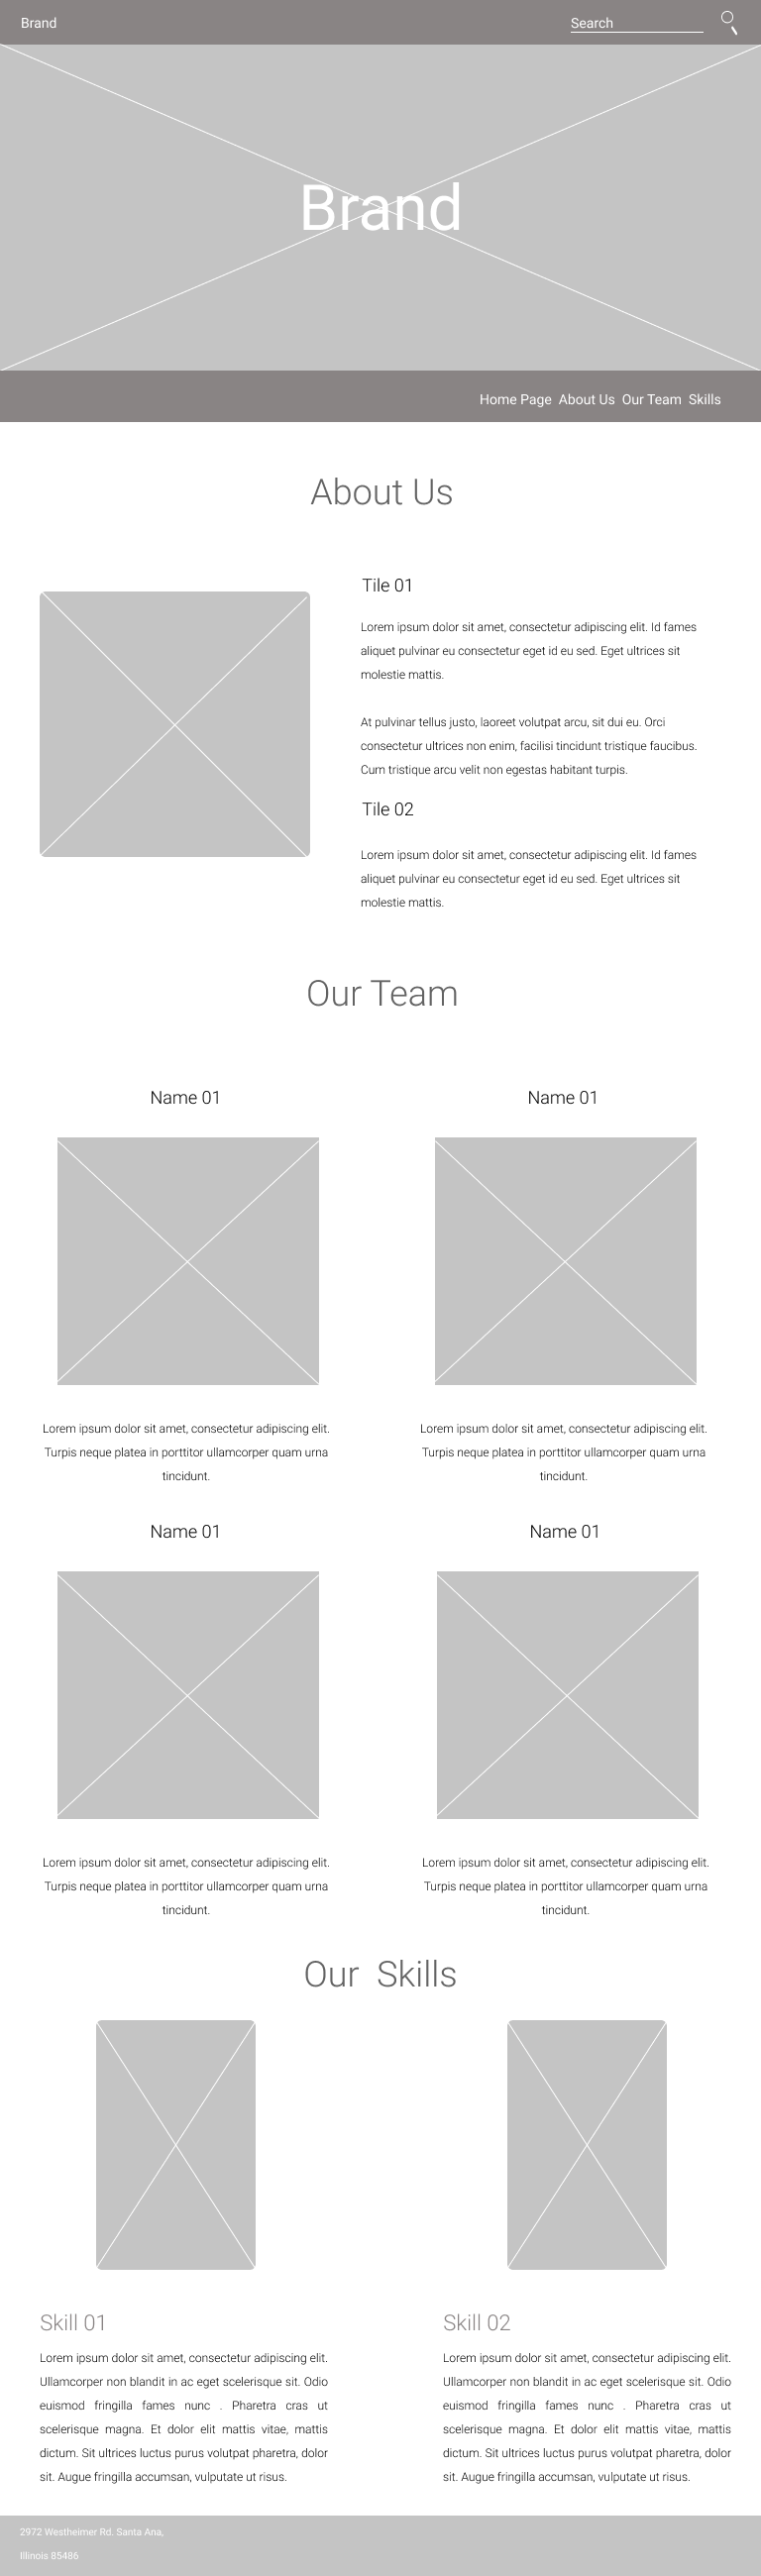 Brand
Search
Brand
Home Page About Us Our Team Skills
About Us
Tile 01
Lorem ipsum dolor sit amet, consectetur adipiscing elit. Id fames
aliquet pulvinar eu consectetur eget id eu sed. Eget ultrices sit
molestie mattis.
At pulvinar tellus justo, laoreet volutpat arcu, sit dui eu. Orci
consectetur ultrices non enim, facilisi tincidunt tristique faucibus.
Cum tristique arcu velit non egestas habitant turpis.
Tile 02
Lorem ipsum dolor sit amet, consectetur adipiscing elit. Id fames
aliquet pulvinar eu consectetur eget id eu sed. Eget ultrices sit
molestie mattis.
Our Team
Name 01
Lorem ipsum dolor sit amet, consectetur adipiscing elit.
Turpis neque platea in porttitor ullamcorper quam urna
tincidunt.
Name 01
Lorem ipsum dolor sit amet, consectetur adipiscing elit.
Turpis neque platea in porttitor ullamcorper quam urna
tincidunt.
Name 01
Lorem ipsum dolor sit amet, consectetur adipiscing elit.
Turpis neque platea in porttitor ullamcorper quam urna
tincidunt.
Name 01
Lorem ipsum dolor sit amet, consectetur adipiscing elit.
Turpis neque platea in porttitor ullamcorper quam urna
tincidunt.
Our Skills
Skill 01
Lorem ipsum dolor sit amet, consectetur adipiscing elit.
Ullamcorper non blandit in ac eget scelerisque sit. Odio
euismod fringilla fames nunc . Pharetra cras ut
scelerisque magna. Et dolor elit mattis vitae, mattis
dictum. Sit ultrices luctus purus volutpat pharetra, dolor
sit. Augue fringilla accumsan, vulputate ut risus.
Skill 02
Lorem ipsum dolor sit amet, consectetur adipiscing elit.
Ullamcorper non blandit in ac eget scelerisque sit. Odio
euismod fringilla fames nunc . Pharetra cras ut
scelerisque magna. Et dolor elit mattis vitae, mattis
dictum. Sit ultrices luctus purus volutpat pharetra, dolor
sit. Augue fringilla accumsan, vulputate ut risus.
2972 Westheimer Rd. Santa Ana,
Illinois 85486